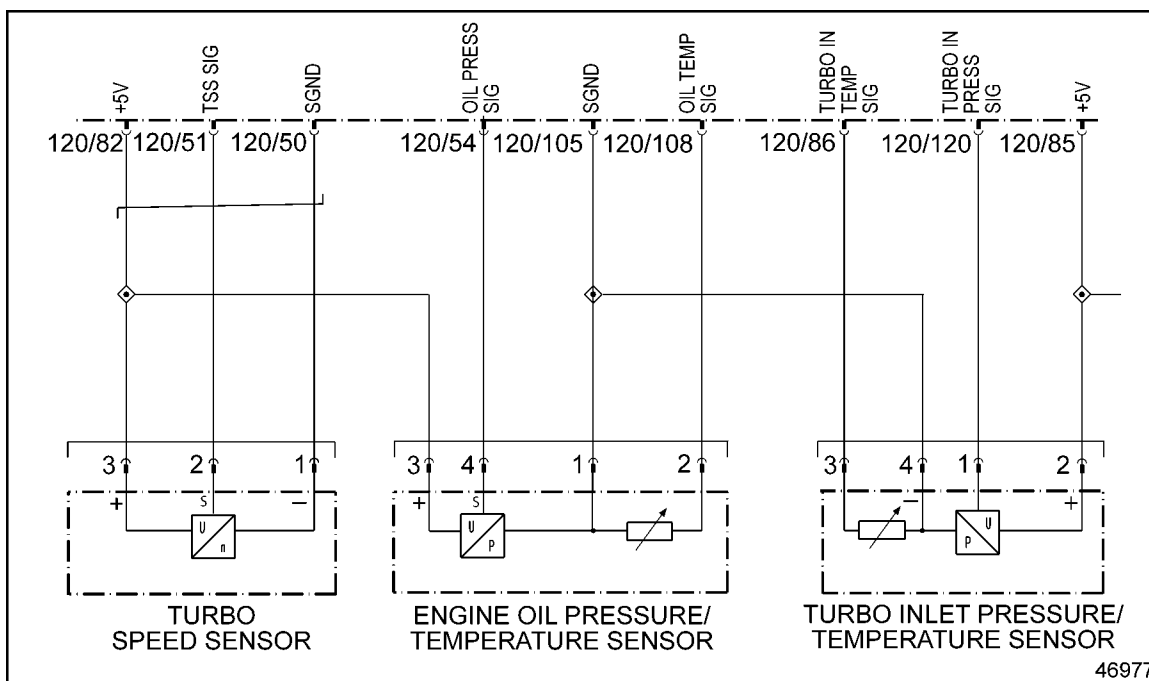 +5V
TSS SIG
SGND
OIL PRESS
SIG
SGND
OIL TEMP
SIG
TURBO IN
TEMP
SIG
TURBO IN
PRESS
SIG
+5V
120/82 120/51 120/50 120/54 120/105 120/108 120/86 120/120 120/85
3 2 1 3 4 1 2 3 4 1 2
+ S − + S − +
U n U P P U
TURBO
SPEED SENSOR
ENGINE OIL PRESSURE/
TEMPERATURE SENSOR
TURBO INLET PRESSURE/
TEMPERATURE SENSOR
46977